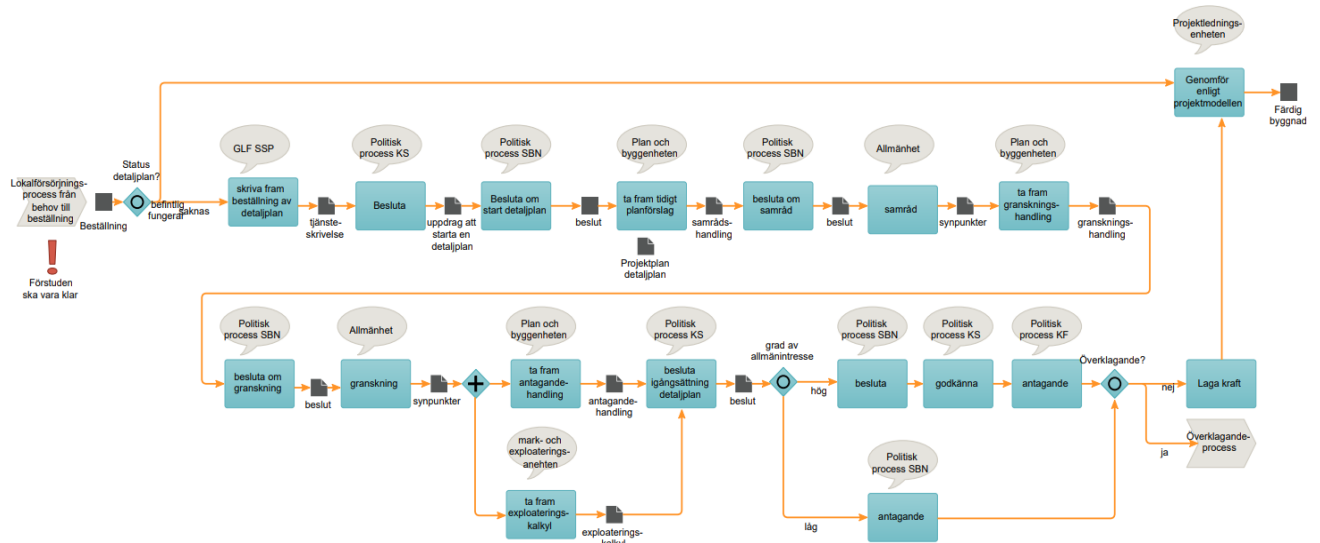 Projektlednings-
enheten
Genomför
enligt
projektmodellen
Färdig
byggnad
Lokalförsörjnings-
process från
behov till
beställning
Förstuden
ska vara klar
Beställning
Status
detaljplan?
befintlig
fungerar
saknas
GLF SSP
skriva fram
beställning av
detaljplan
tjänste-
skrivelse
Politisk
process KS
Besluta
uppdrag att
starta en
detaljplan
Politisk
process SBN
Besluta om
start detaljplan
beslut
Plan och
byggenheten
ta fram tidigt
planförslag
Projektplan
detaljplan
samråds-
handling
Politisk
process SBN
besluta om
samråd
beslut
Allmänhet
samråd
synpunkter
Plan och
byggenheten
ta fram
gransknings-
handling
gransknings-
handling
Politisk
process SBN
besluta om
granskning
beslut
Allmänhet
granskning
synpunkter
Plan och
byggenheten
ta fram
antagande-
handling
antagande-
handling
mark- och
exploaterings-
anehten
ta fram
exploaterings-
kalkyl
exploaterings-
kalkyl
Politisk
process KS
besluta
igångsättning
detaljplan
beslut
grad av
allmänintresse
hög
låg
Politisk
process SBN
besluta
Politisk
process KS
godkänna
Politisk
process KF
antagande
Politisk
process SBN
antagande
Överklagande?
nej
ja
Laga kraft
Överklagande-
process